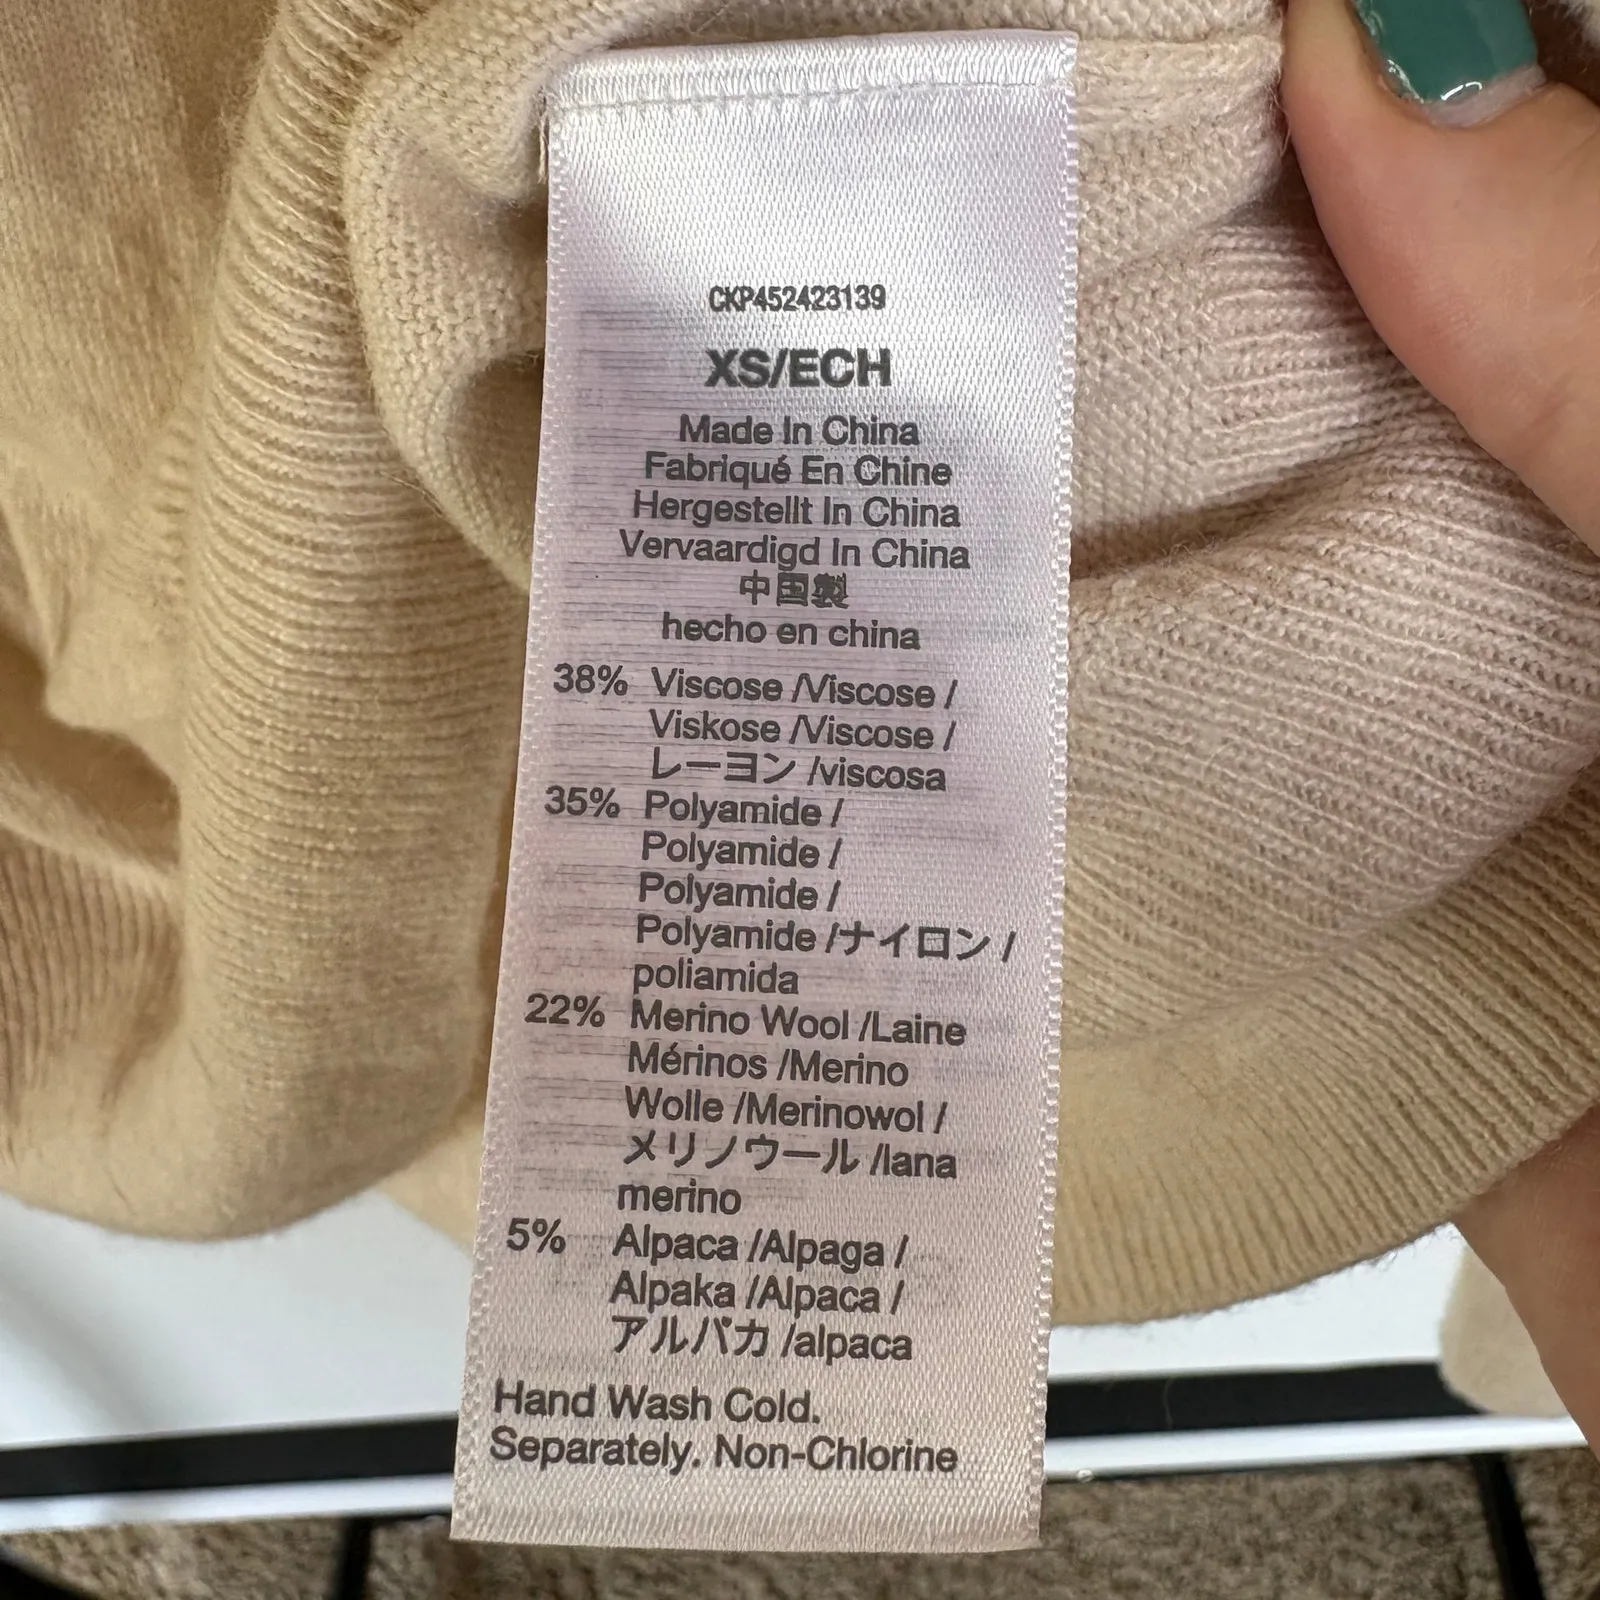 CKP452423139
XS/ECH
Made In China
Fabriqué En Chine
Hergestellt In China
Vervaardigd In China
中国製
hecho en china
38% Viscose /Viscose /
Viskose /Viscose /
レーヨン /viscosa
35% Polyamide /
Polyamide /
Polyamide /
Polyamide /ナイロン /
poliamida
22% Merino Wool /Laine
Mérinos /Merino
Wolle /Merinowol /
メリノウール /lana
merino
5% Alpaca /Alpaga /
Alpaka /Alpaca /
アルパカ /alpaca
Hand Wash Cold.
Separately. Non-Chlorine